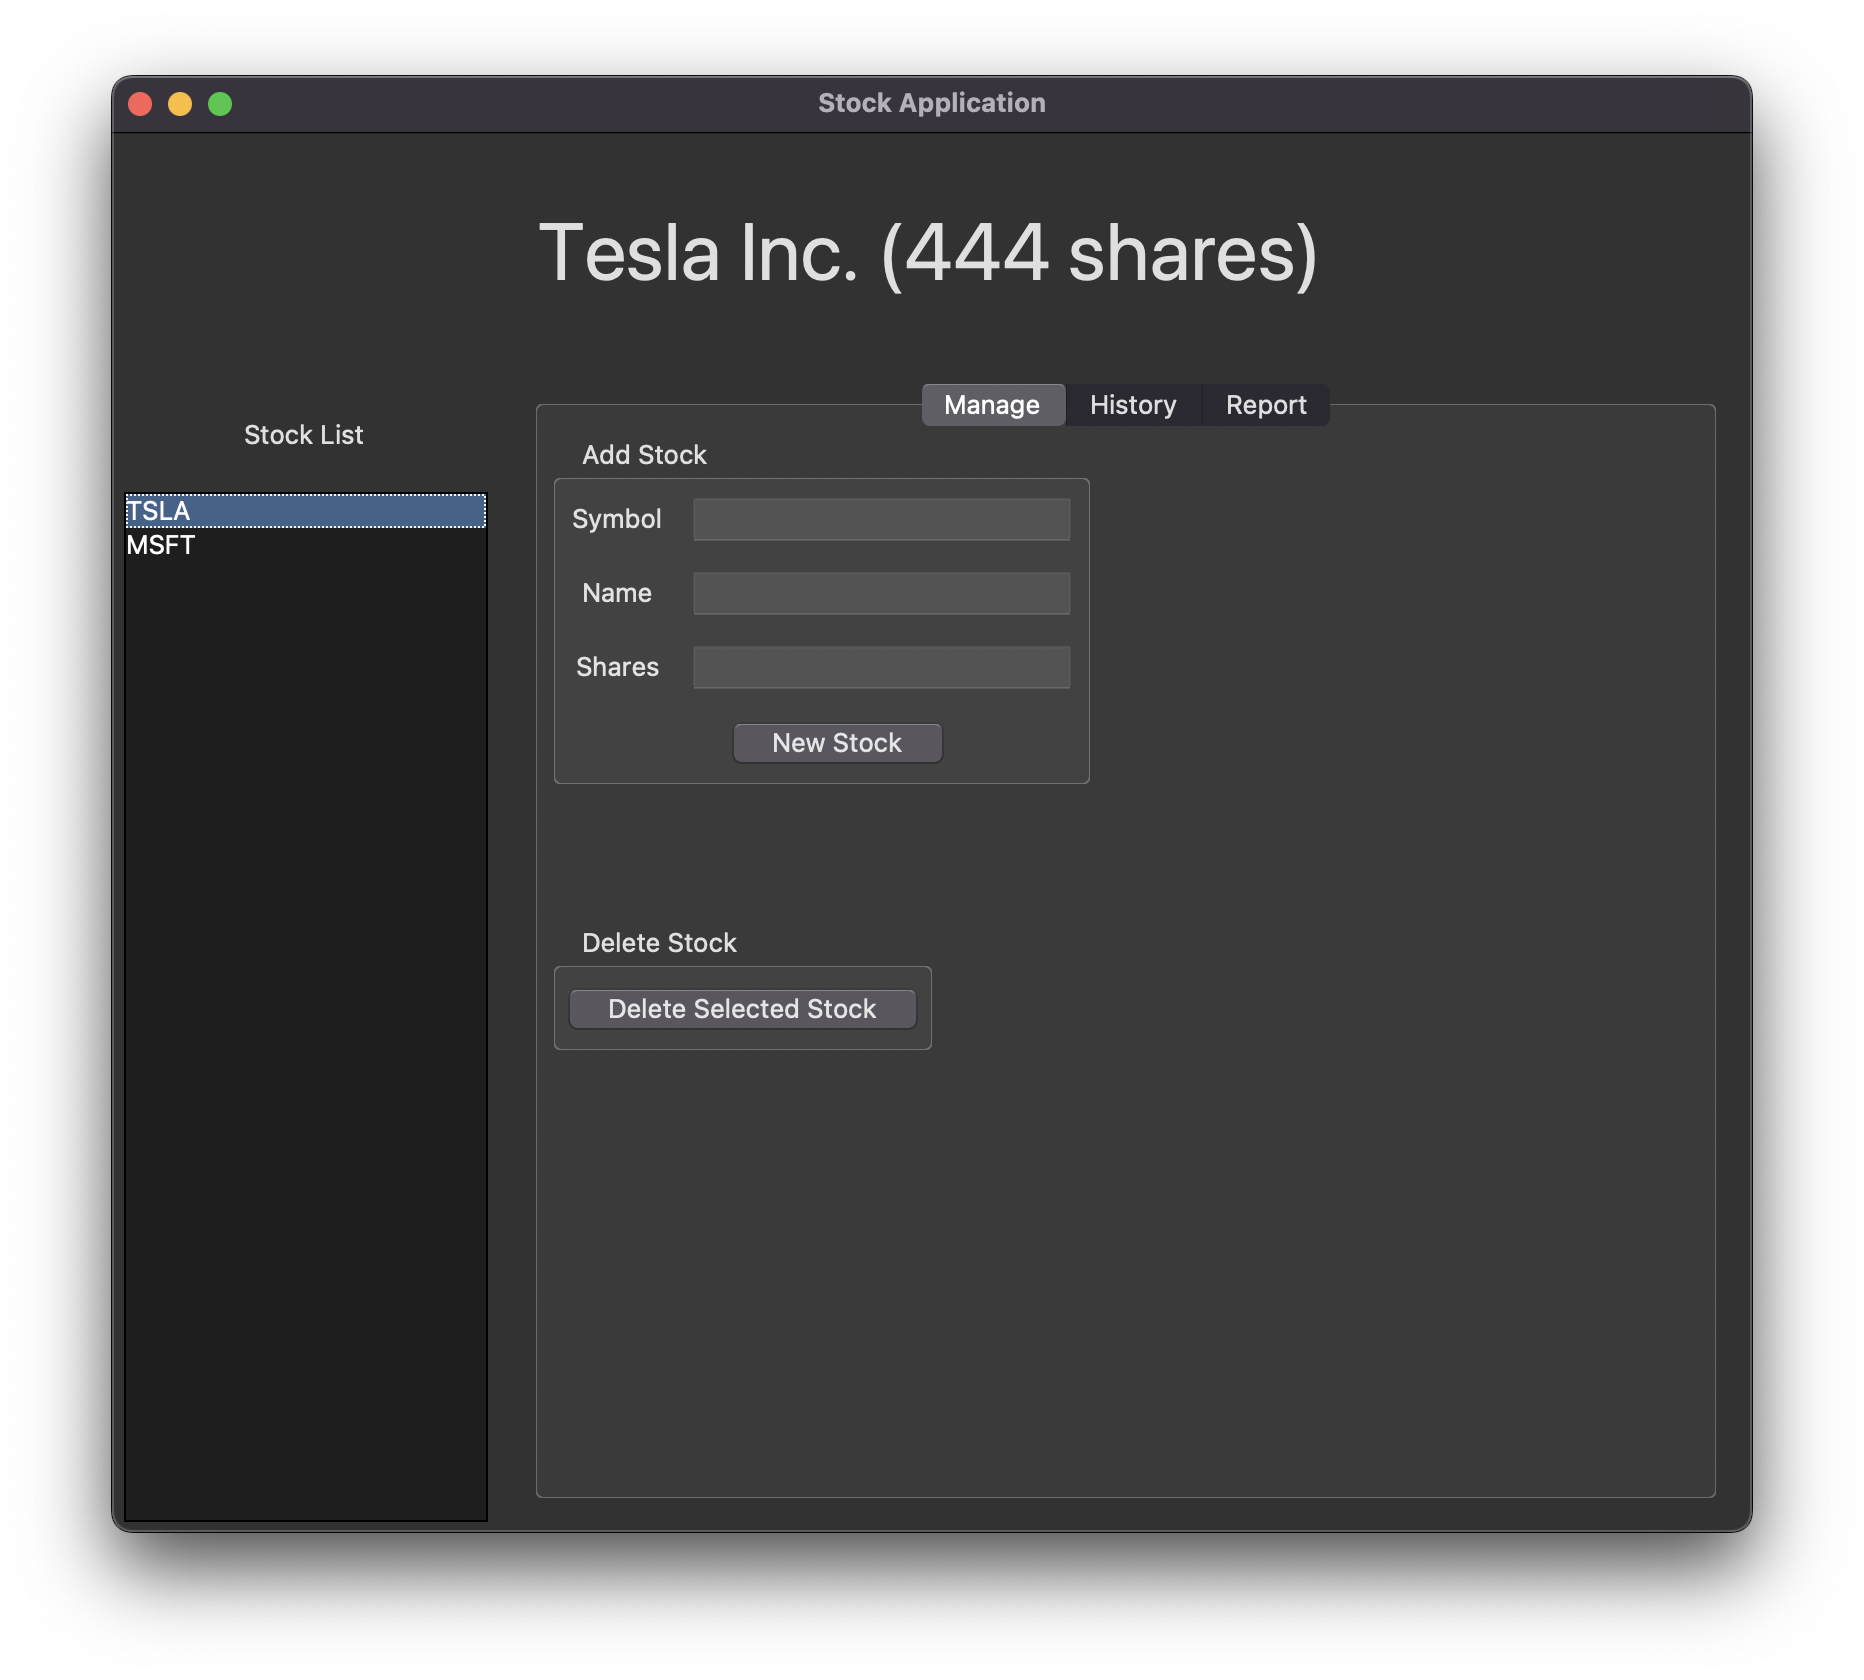 Stock Application
Tesla Inc. (444 shares)
Stock List
TSLA
MSFT
Manage History Report
Add Stock
Symbol
Name
Shares
New Stock
Delete Stock
Delete Selected Stock